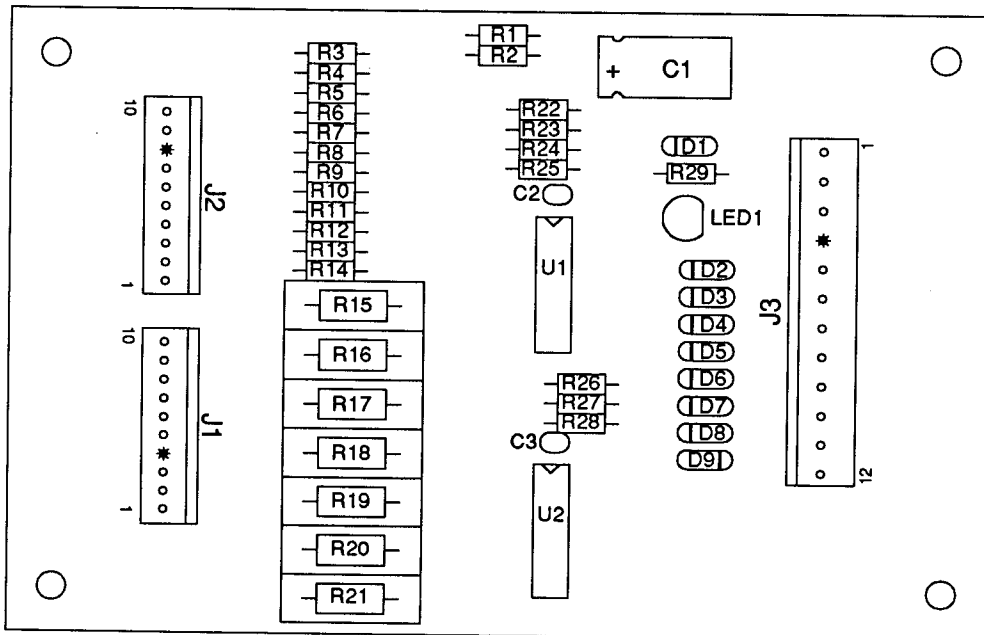 R1
R2
R3
R4
R5
R6
R7
R8
R9
R10
R11
R12
R13
R14
R15
R16
R17
R18
R19
R20
R21
+ C1
R22
R23
R24
R25
C2
U1
R26
R27
R28
C3
U2
D1
R29
LED1
D2
D3
D4
D5
D6
D7
D8
D9
10
J2
1
10
J1
1
1
J3
12